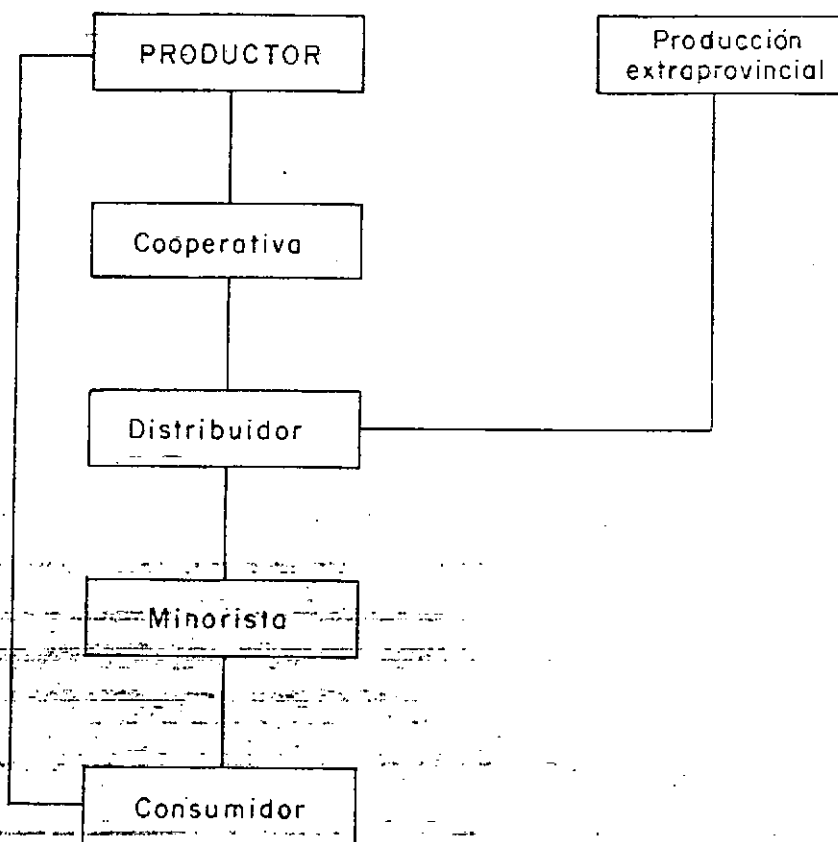 PRODUCTOR
Producción
extraprovincial
Cooperativa
Distribuidor
Minorista
Consumidor